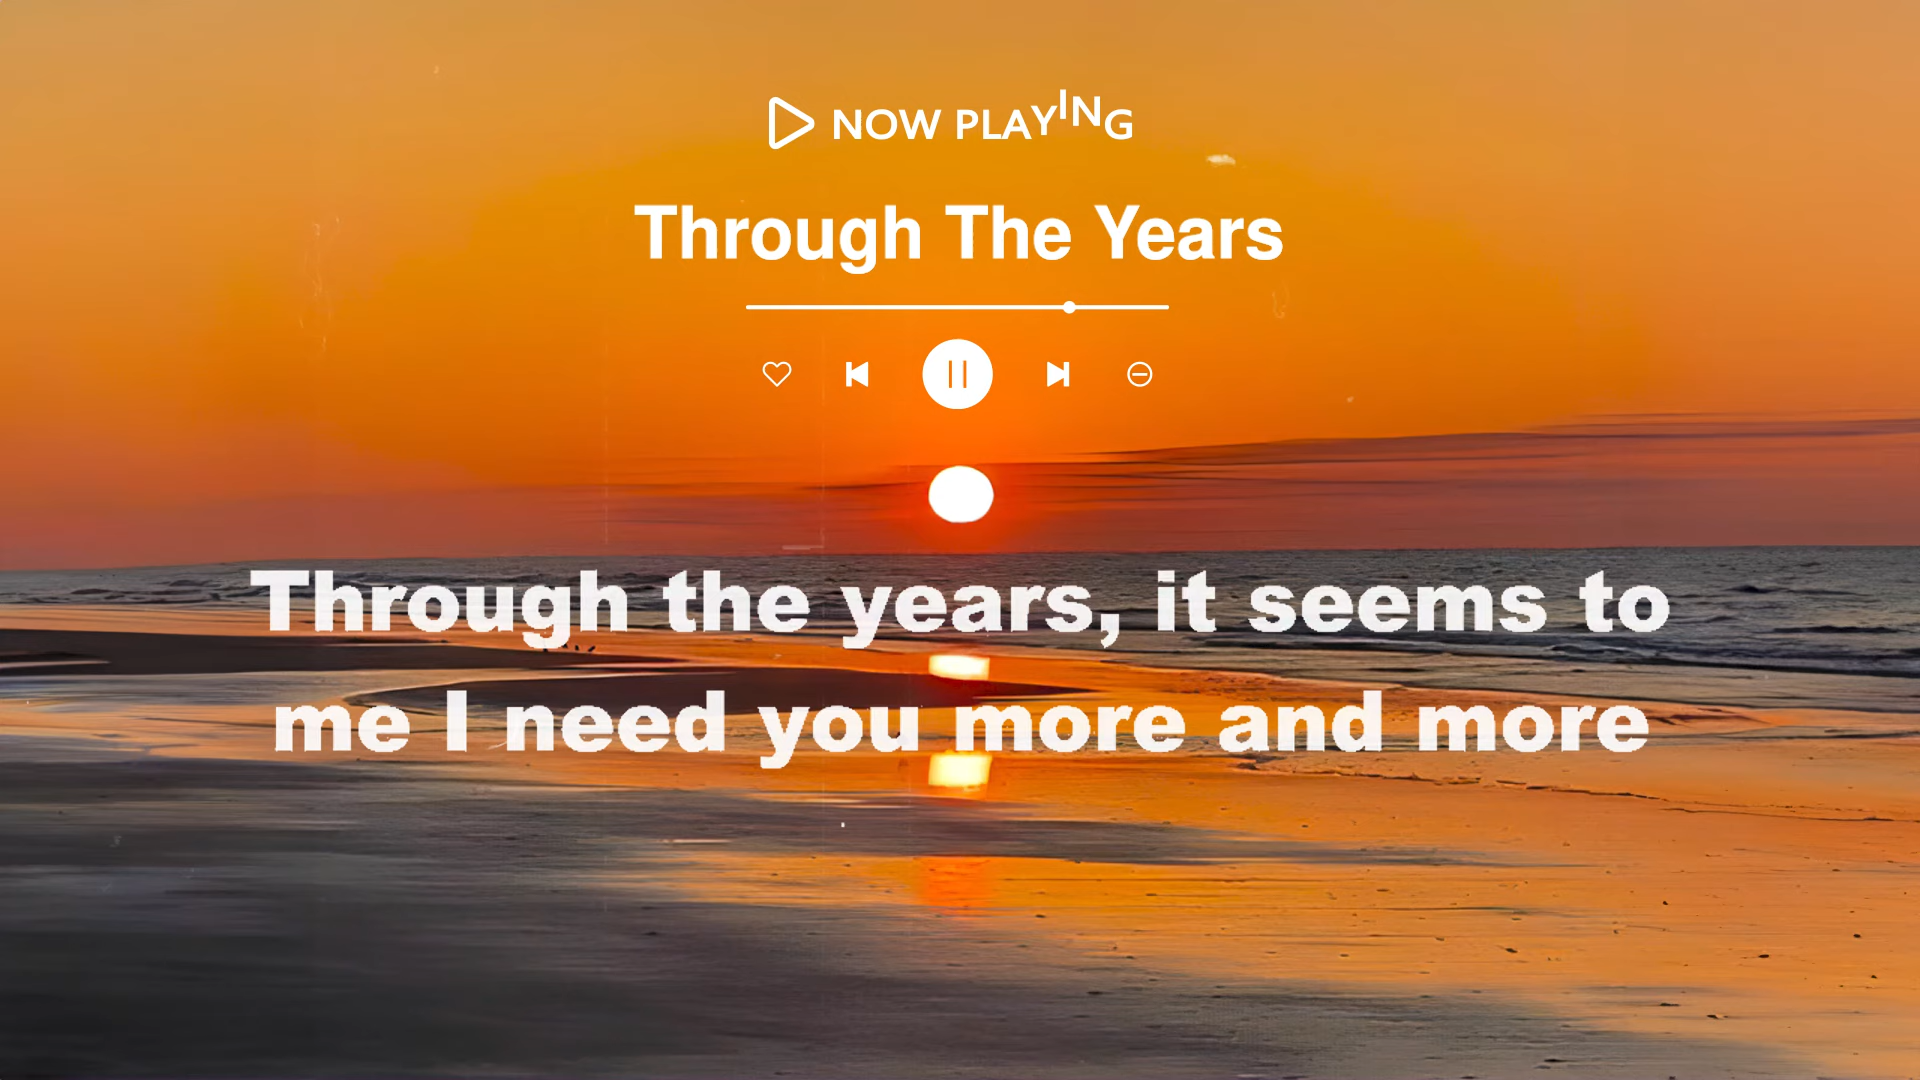 NOW PLAYING
Through The Years
Through the years, it seems to
me I need you more and more